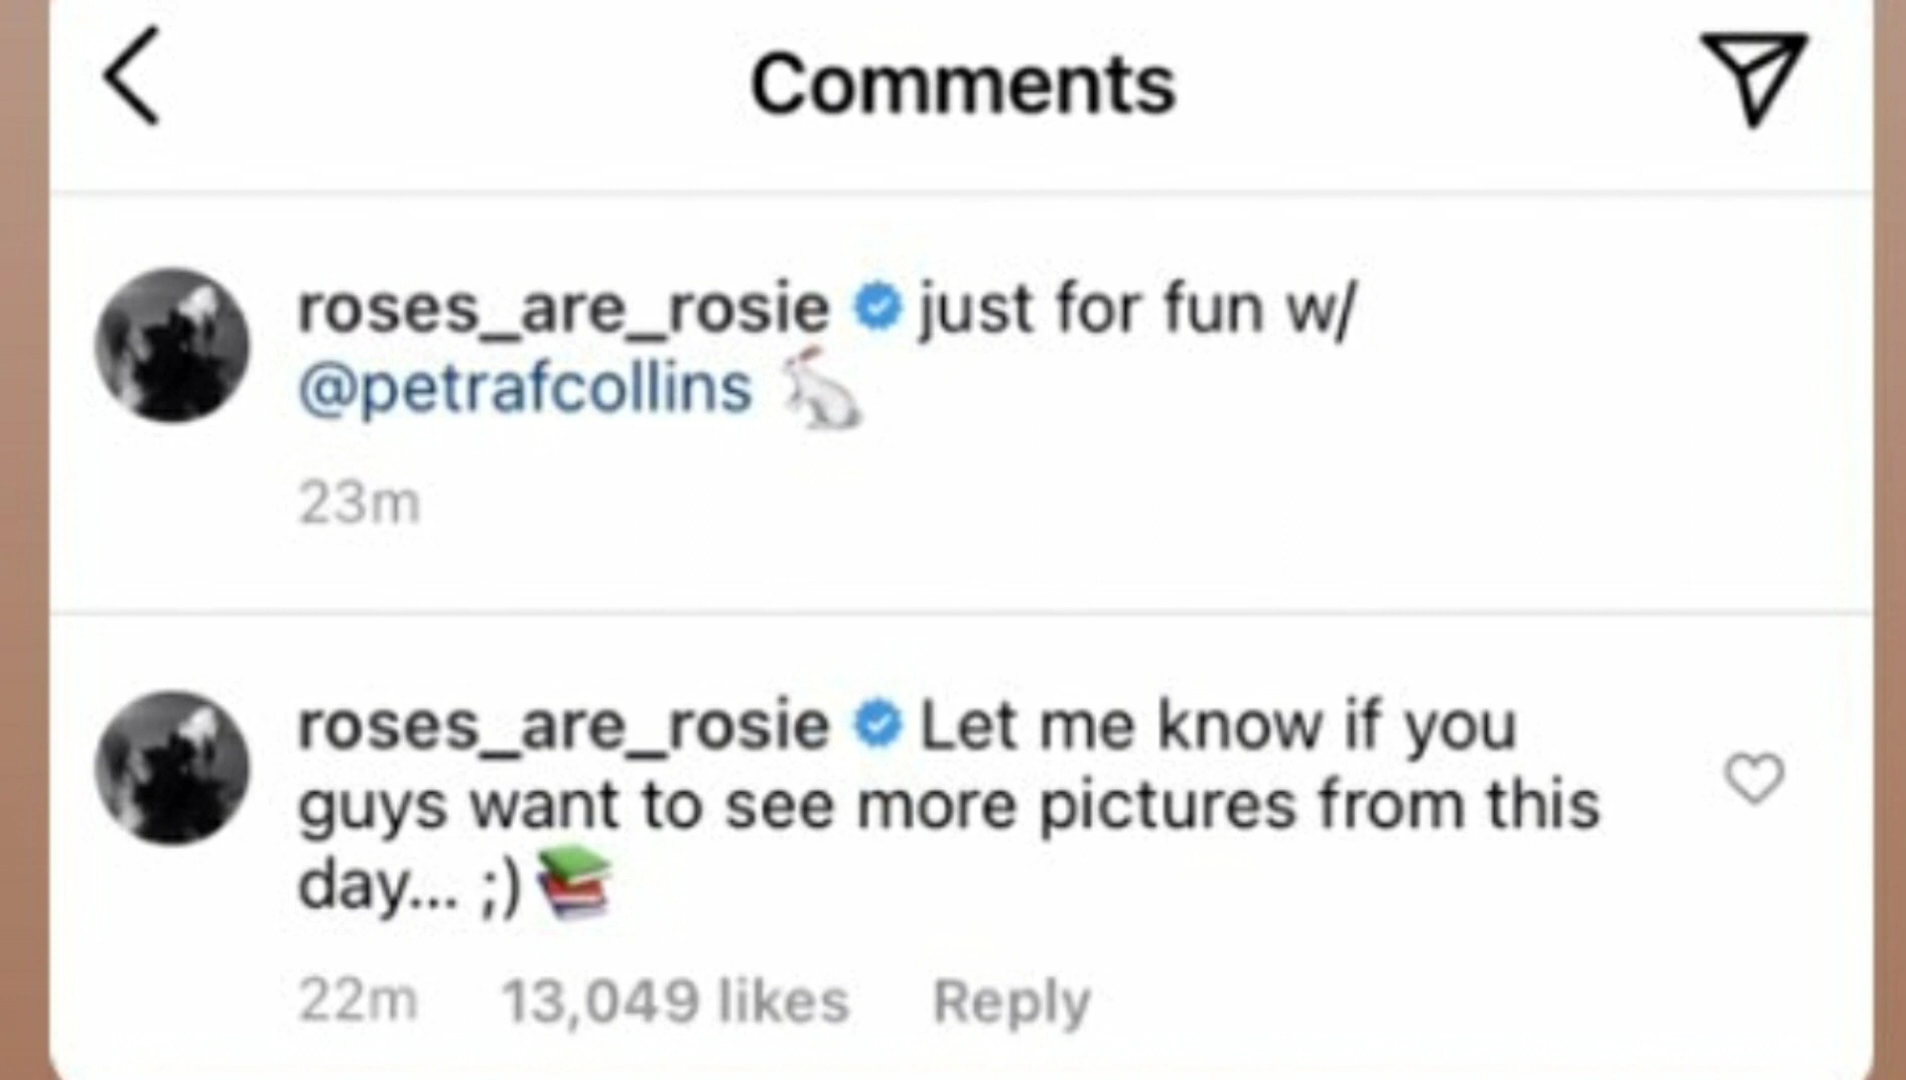 Comments
roses_are_rosie just for fun w/
@petrafcollins 🐇
23m
roses_are_rosie Let me know if you
guys want to see more pictures from this
day... ;)📚
22m 13,049 likes Reply